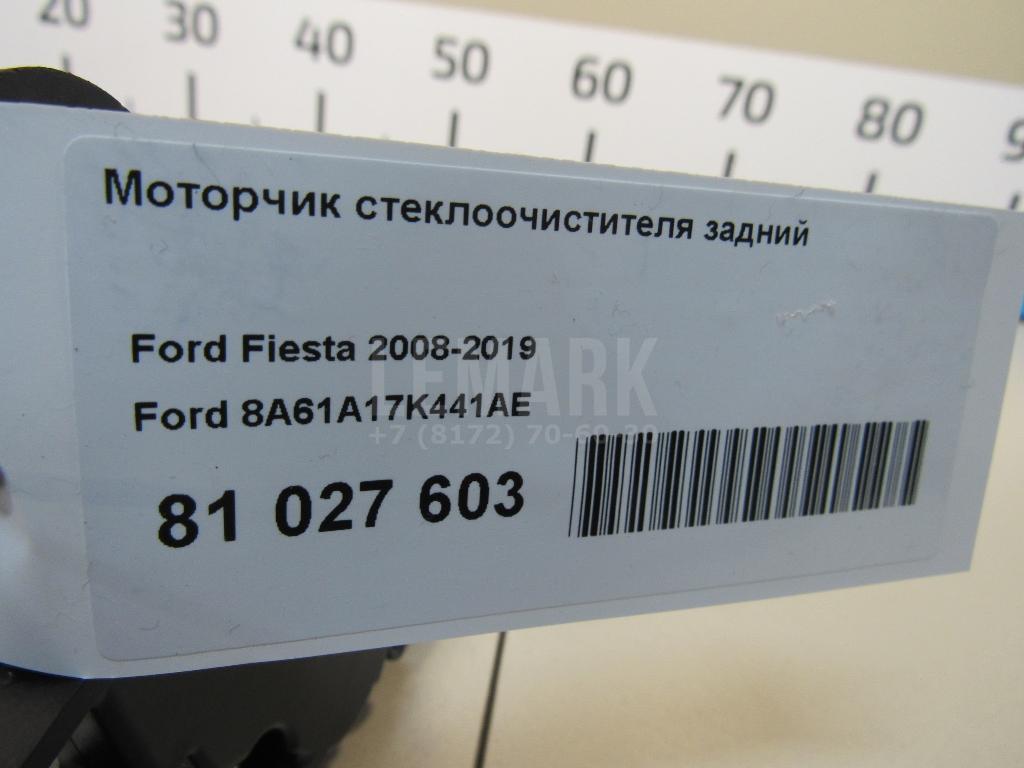 20 30 40 50 60 70 80 9
Моторчик стеклоочистителя задний
Ford Fiesta 2008-2019
LEMARK
Ford 8A61A17K441AE
+7 (8172) 70-60-30
81 027 603